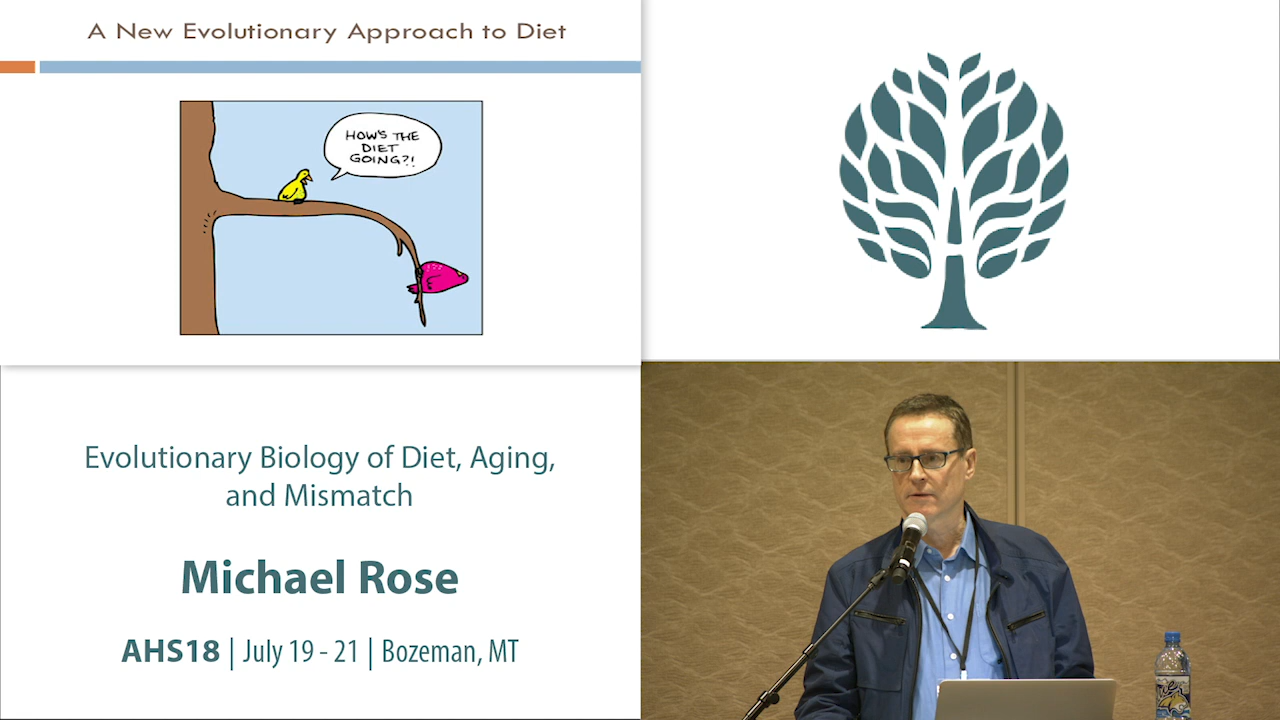 A New Evolutionary Approach to Diet
HOW'S THE
DIET
GOING?!
Evolutionary Biology of Diet, Aging,
and Mismatch
Michael Rose
AHS18 | July 19 - 21 | Bozeman, MT